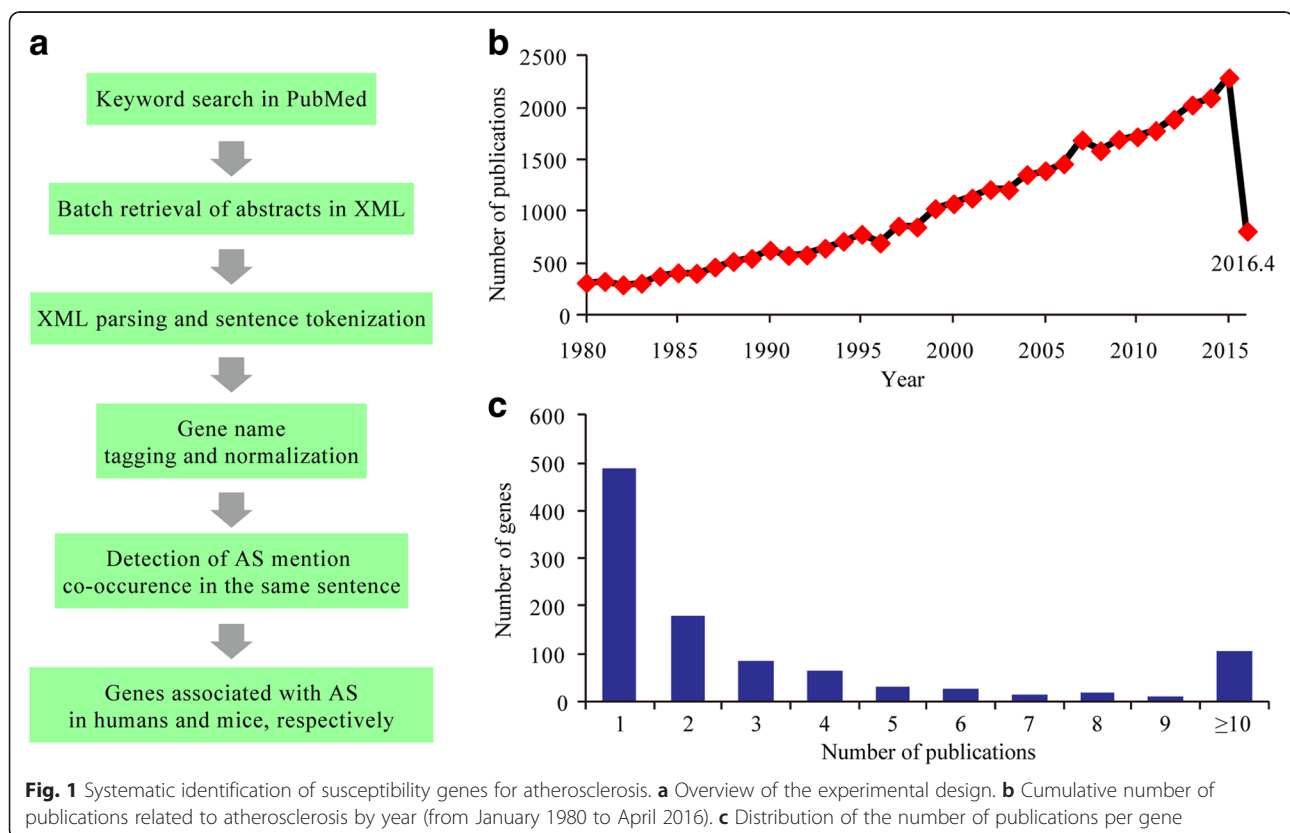 a
Keyword search in PubMed
Batch retrieval of abstracts in XML
XML parsing and sentence tokenization
Gene name
tagging and normalization
Detection of AS mention
co-occurence in the same sentence
Genes associated with AS
in humans and mice, respectively
b
Number of publications
2500
2000
1500
1000
500
0
1980 1985 1990 1995 2000 2005 2010 2015
Year
2016.4
c
Number of genes
600
500
400
300
200
100
0
1 2 3 4 5 6 7 8 9 ≥10
Number of publications
Fig. 1 Systematic identification of susceptibility genes for atherosclerosis. a Overview of the experimental design. b Cumulative number of
publications related to atherosclerosis by year (from January 1980 to April 2016). c Distribution of the number of publications per gene